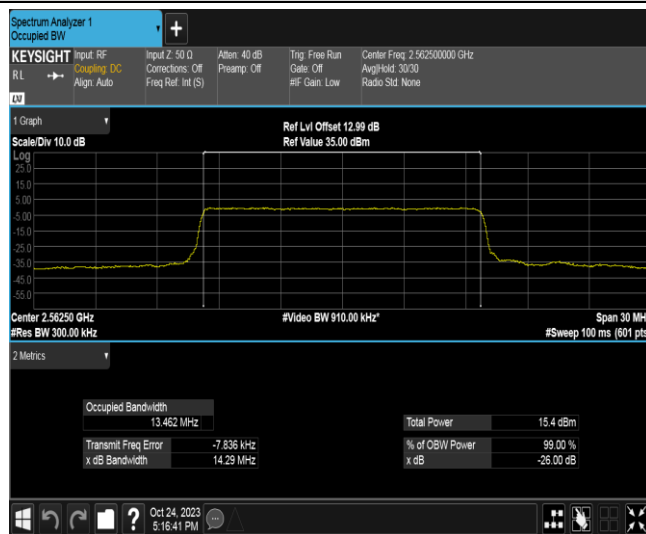 Spectrum Analyzer 1
Occupied BW
+
KEYSIGHT Input: RF Input Z: 50 Ω Atten: 40 dB Trig: Free Run Center Freq: 2.562500000 GHz
RL Coupling: DC Corrections: Off Preamp: Off Gate: Off Avg|Hold: 30/30
Align: Auto Freq Ref: Int (S) #IF Gain: Low Radio Std: None
LXI
1 Graph
Ref Lvl Offset 12.99 dB
Scale/Div 10.0 dB Ref Value 35.00 dBm
Log
25.0
15.0
5.00
-5.00
-15.0
-25.0
-35.0
-45.0
-55.0
Center 2.56250 GHz #Video BW 910.00 kHz* Span 30 MH
#Res BW 300.00 kHz #Sweep 100 ms (601 pts
2 Metrics
Occupied Bandwidth
13.462 MHz Total Power 15.4 dBm
Transmit Freq Error -7.836 kHz % of OBW Power 99.00 %
x dB Bandwidth 14.29 MHz x dB -26.00 dB
? Oct 24, 2023
5:16:41 PM